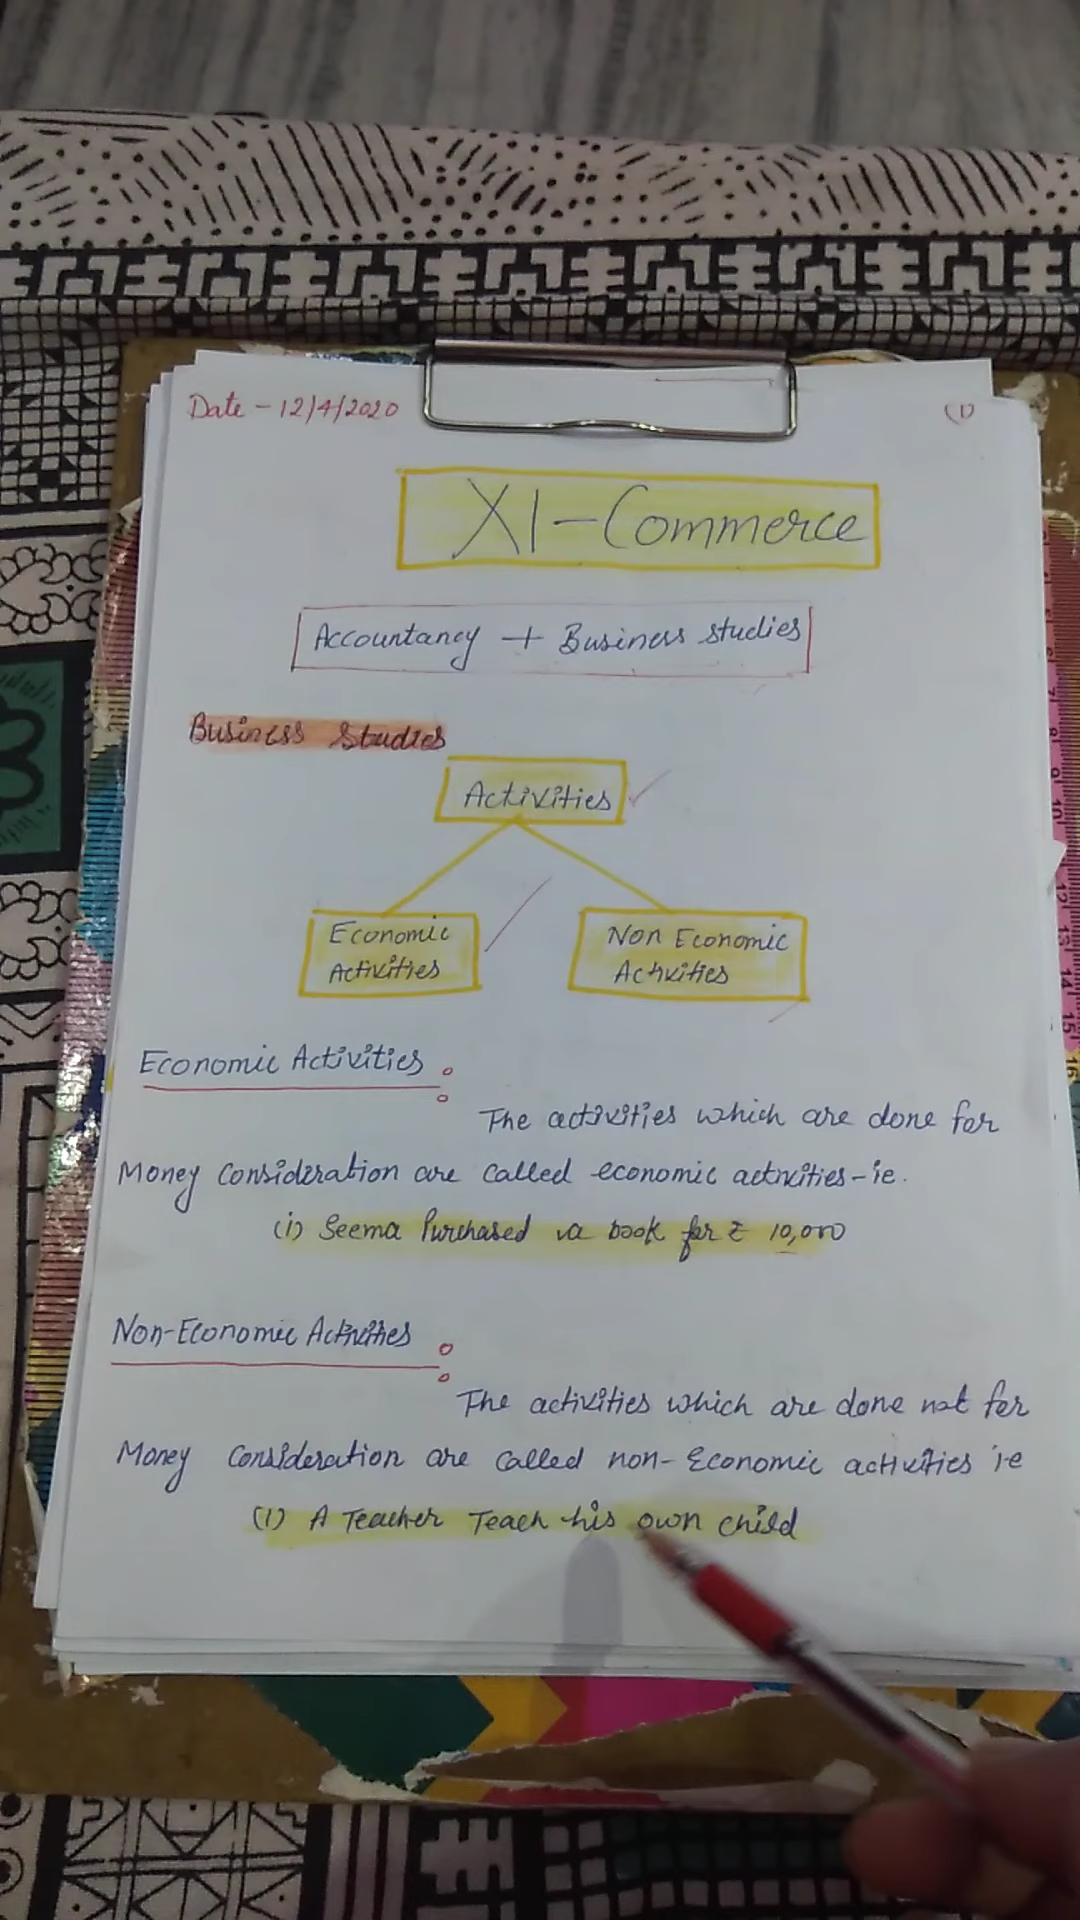 Date - 12/4/2020
(1)
XI-Commerce
Accountancy + Business studies
Business Studies
Activities
Economic
Activities
Non Economic
Activities
Economic Activities :
The activities which are done for
Money Consideration are called economic activities - ie.
(i) Seema Purchased a book for ₹ 10,000
Non-Economic Activities :
The activities which are done not for
Money Consideration are called non-Economic activities ie
(1) A Teacher Teach his own child